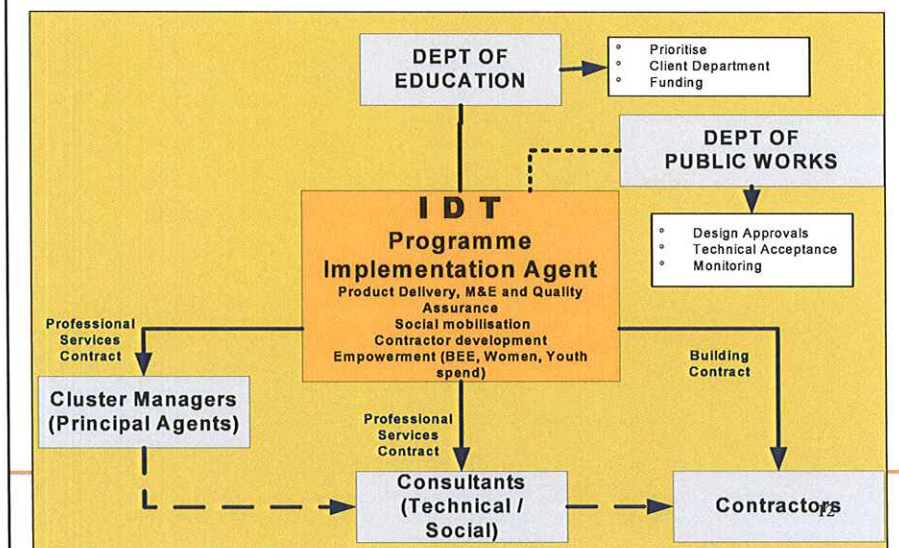 DEPT OF
EDUCATION
° Prioritise
° Client Department
° Funding
DEPT OF
PUBLIC WORKS
° Design Approvals
° Technical Acceptance
° Monitoring
I D T
Programme
Implementation Agent
Product Delivery, M&E and Quality
Assurance
Social mobilisation
Contractor development
Empowerment (BEE, Women, Youth
spend)
Professional
Services
Contract
Building
Contract
Cluster Managers
(Principal Agents)
Professional
Services
Contract
Consultants
(Technical /
Social)
Contractors
12